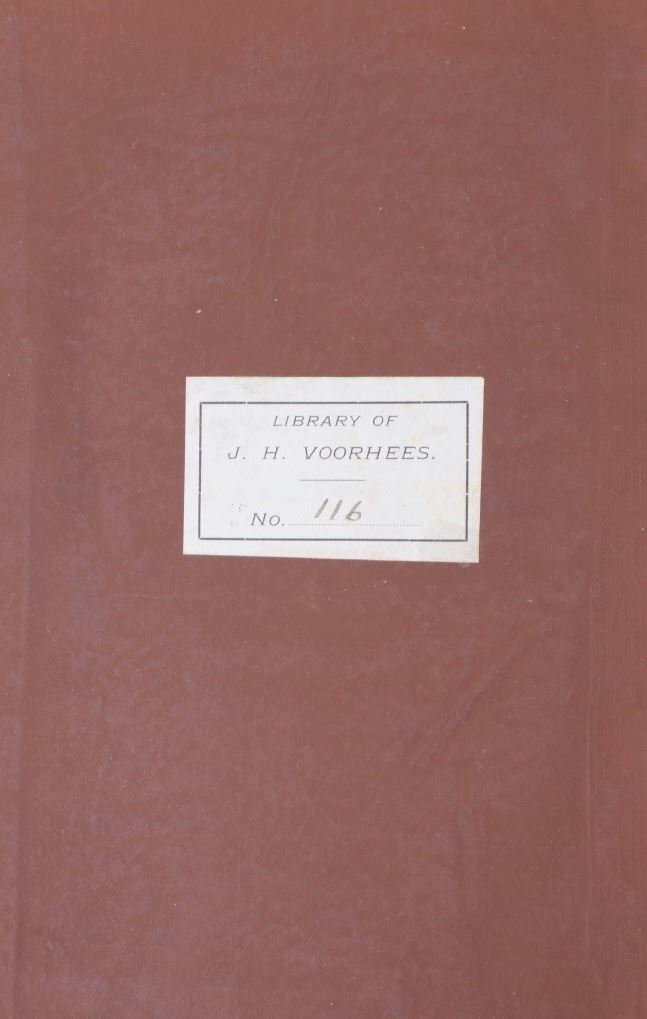 LIBRARY OF
J. H. VOORHEES.
No. 116